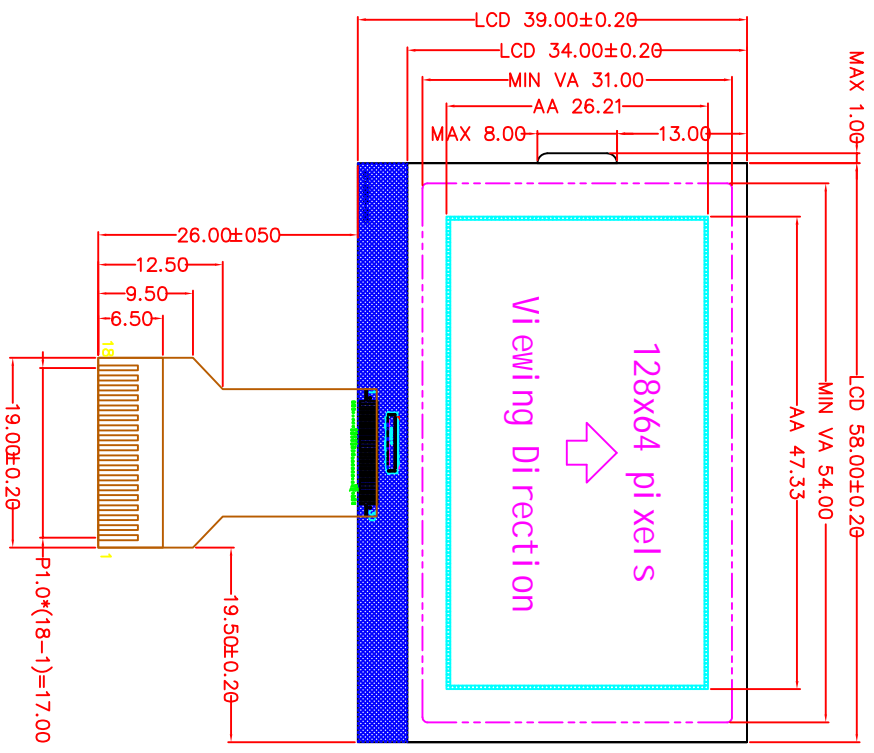 LCD 39.00±0.20
LCD 34.00±0.20
MIN VA 31.00
AA 26.21
MAX 8.00
13.00
MAX 1.00
26.00±050
12.50
9.50
6.50
18
1
19.00±0.20
P1.0*(18-1)=17.00
19.50±0.20
Viewing Direction
128x64 pixels
AA 47.33
MIN VA 54.00
LCD 58.00±0.20